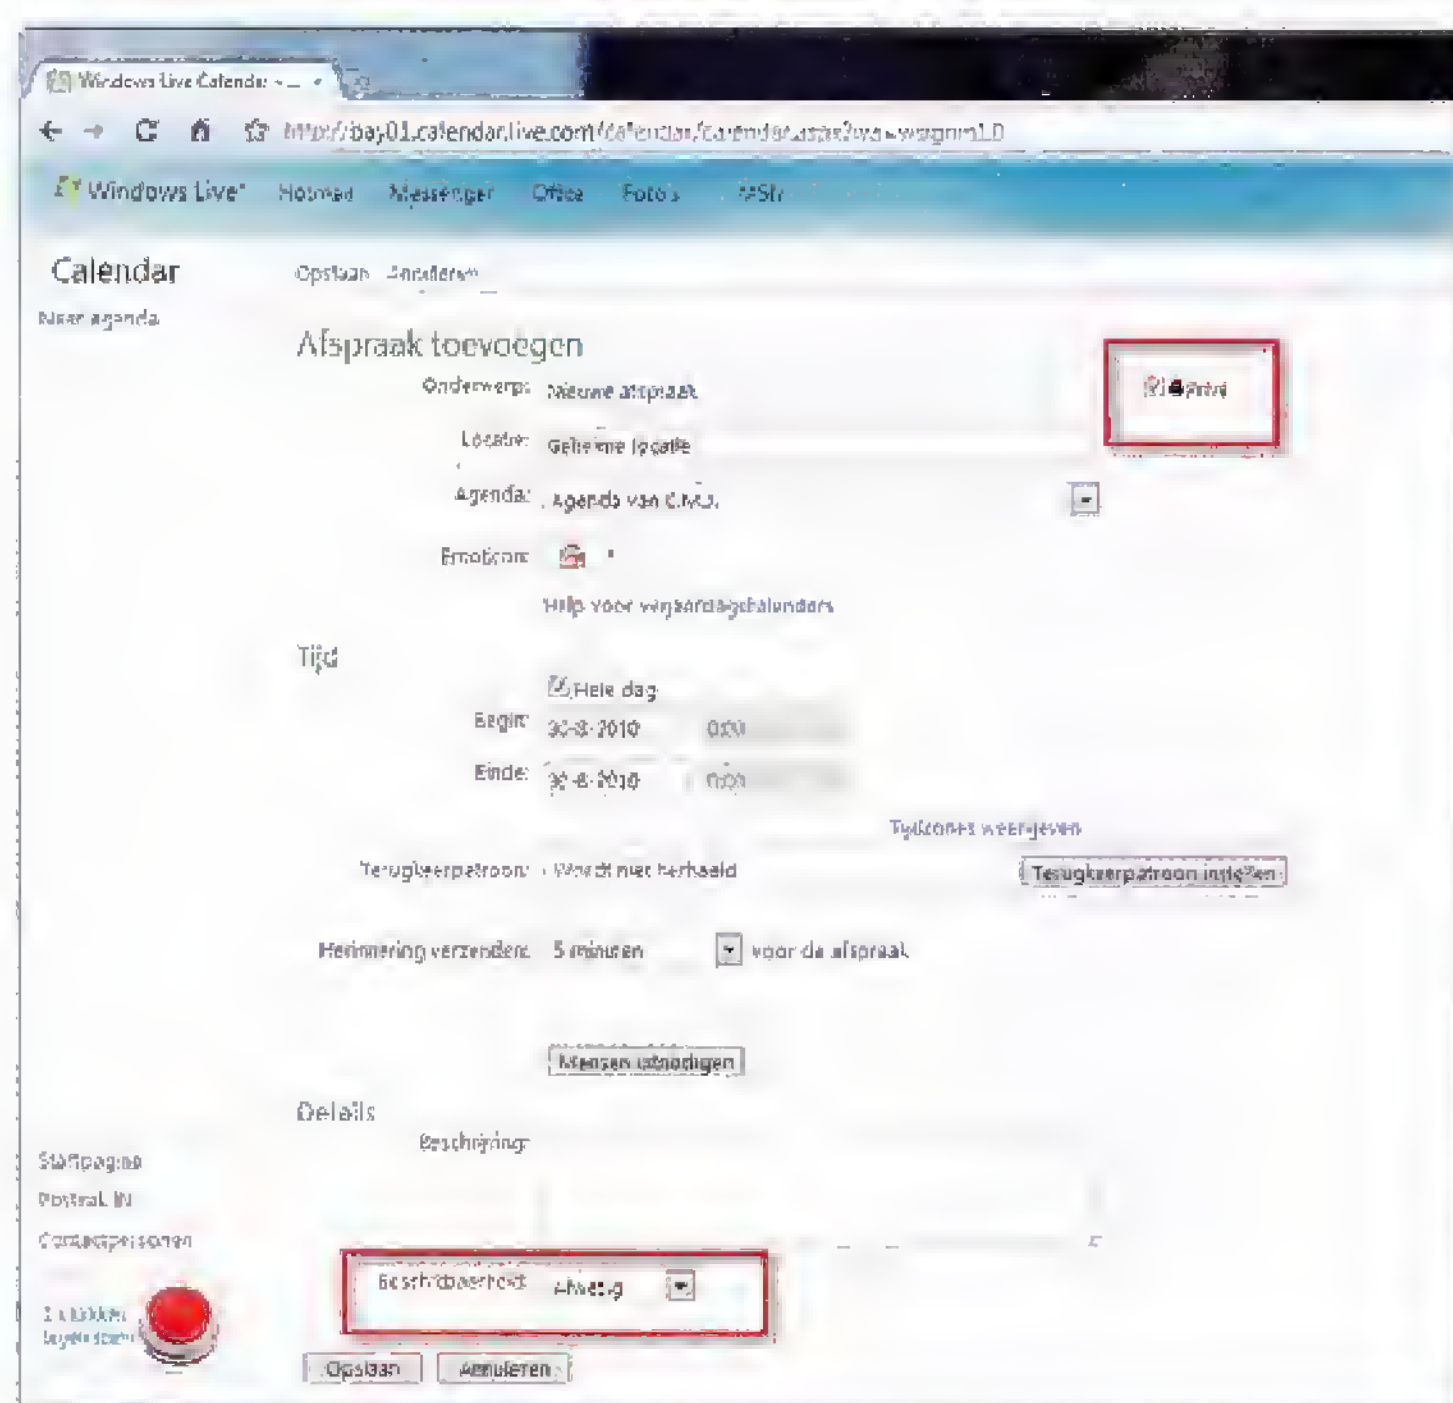 Windows Live Calendar - ...
http://bay01.calendar.live.com/calendar/calendar.aspx?wa=wsignin1.0
Windows Live Hotmail Messenger Office Foto's MSN
Calendar
Opslaan Annuleren
Naar agenda
Afspraak toevoegen
Onderwerp: Nieuwe afspraak
Locatie: Geheime locatie
Agenda: Agenda van
Emoticon:
Help voor verjaardagskalenders
Tijd
Hele dag
Begin: 30-8-2010 0:00
Einde: 30-8-2010 0:00
Tijdzones weergeven
Terugkeerpatroon: Wordt niet herhaald Terugkeerpatroon instellen
Herinnering verzenden: 5 minuten voor de afspraak
Mensen uitnodigen
Details
Beschrijving:
Startpagina
Postvak IN
Contactpersonen
Beschikbaarheid: Afwezig
Opslaan Annuleren